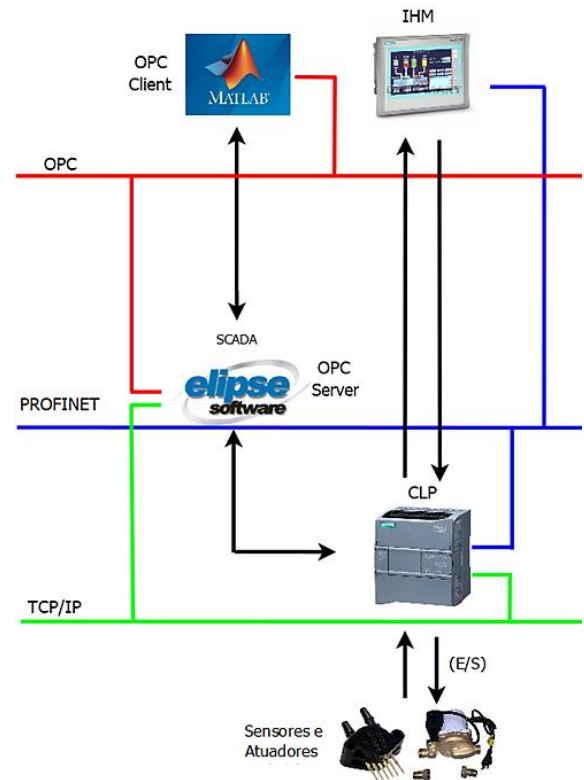 IHM
OPC
Client
MATLAB
OPC
SCADA
elipse
software
OPC
Server
PROFINET
CLP
TCP/IP
(E/S)
Sensores e
Atuadores